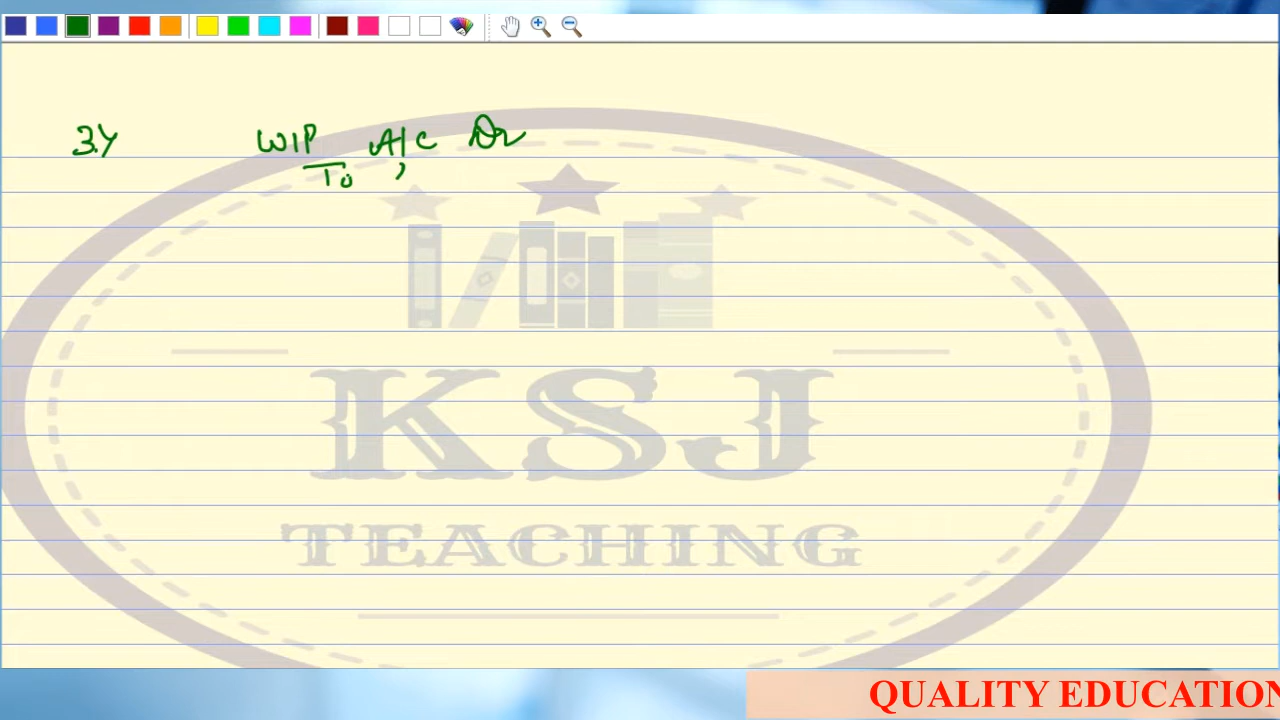 3.4 WIP A/C Dr
To
KSJ
TEACHING
QUALITY EDUCATION